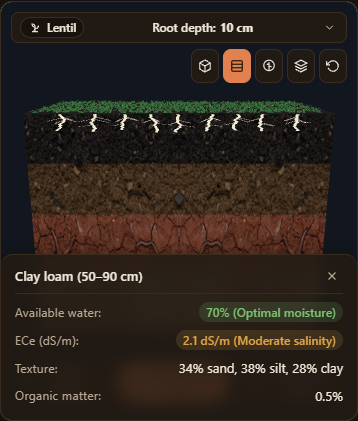 Lentil Root depth: 10 cm
Clay loam (50–90 cm)
Available water: 70% (Optimal moisture)
ECe (dS/m): 2.1 dS/m (Moderate salinity)
Texture: 34% sand, 38% silt, 28% clay
Organic matter: 0.5%